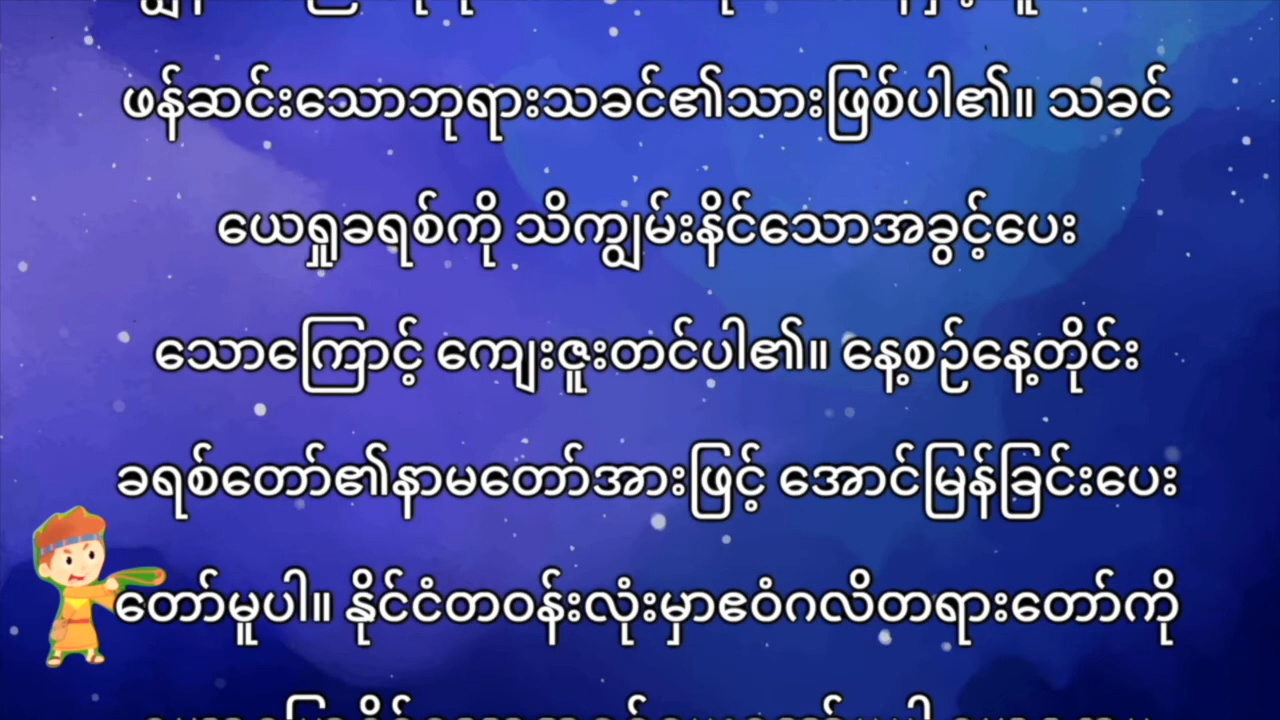 ဖန်ဆင်းသောဘုရားသခင်၏သားဖြစ်ပါ၏။ သခင်
ယေရှုခရစ်ကို သိကျွမ်းနိင်သောအခွင့်ပေး
သောကြောင့် ကျေးဇူးတင်ပါ၏။ နေ့စဉ်နေ့တိုင်း
ခရစ်တော်၏နာမတော်အားဖြင့် အောင်မြန်ခြင်းပေး
တော်မူပါ။ နိုင်ငံတဝန်းလုံးမှာဧဝံဂလိတရားတော်ကို